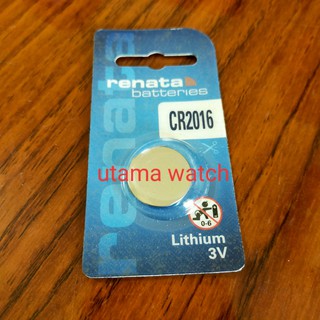 renata
batteries
CR2016
renata
utama watch
0-6
Lithium
3V